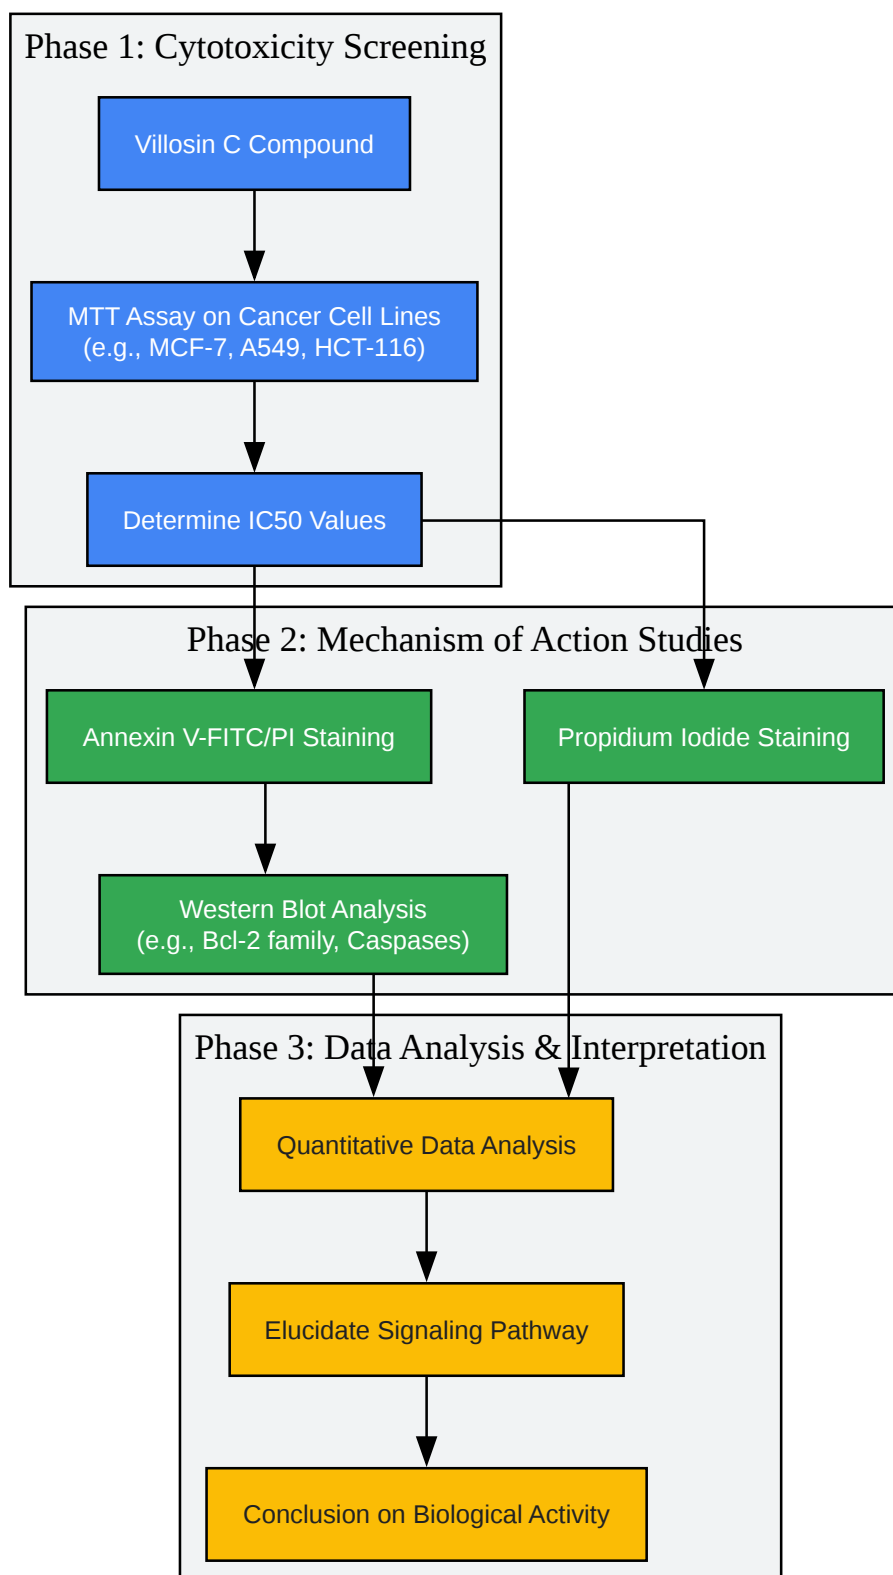 Phase 1: Cytotoxicity Screening
Villosin C Compound
MTT Assay on Cancer Cell Lines
(e.g., MCF-7, A549, HCT-116)
Determine IC50 Values
Phase 2: Mechanism of Action Studies
Annexin V-FITC/PI Staining
Propidium Iodide Staining
Western Blot Analysis
(e.g., Bcl-2 family, Caspases)
Phase 3: Data Analysis & Interpretation
Quantitative Data Analysis
Elucidate Signaling Pathway
Conclusion on Biological Activity